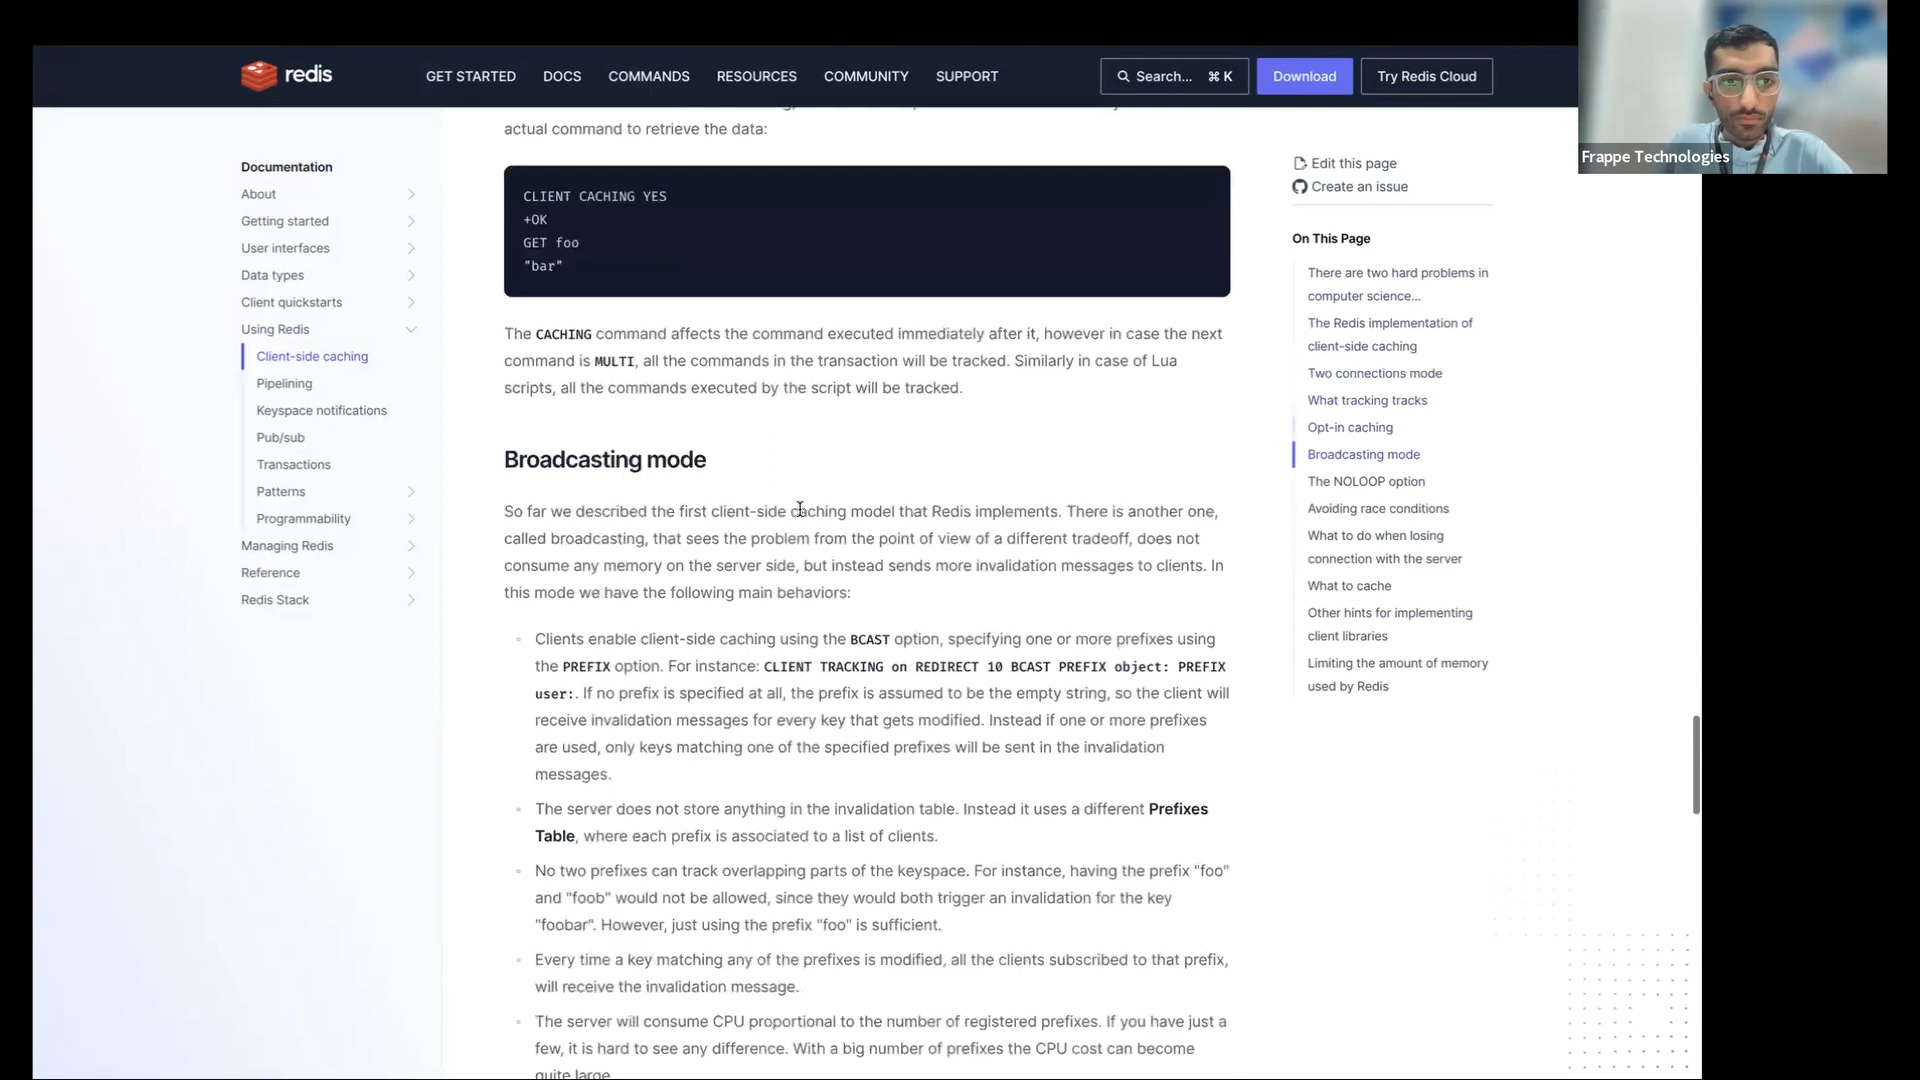 redis
GET STARTED
DOCS
COMMANDS
RESOURCES
COMMUNITY
SUPPORT
Search... ⌘ K
Download
Try Redis Cloud
Frappe Technologies
Documentation
About
Getting started
User interfaces
Data types
Client quickstarts
Using Redis
Client-side caching
Pipelining
Keyspace notifications
Pub/sub
Transactions
Patterns
Programmability
Managing Redis
Reference
Redis Stack
actual command to retrieve the data:
CLIENT CACHING YES
+OK
GET foo
"bar"
The CACHING command affects the command executed immediately after it, however in case the next
command is MULTI, all the commands in the transaction will be tracked. Similarly in case of Lua
scripts, all the commands executed by the script will be tracked.
Broadcasting mode
So far we described the first client-side caching model that Redis implements. There is another one,
called broadcasting, that sees the problem from the point of view of a different tradeoff, does not
consume any memory on the server side, but instead sends more invalidation messages to clients. In
this mode we have the following main behaviors:
Clients enable client-side caching using the BCAST option, specifying one or more prefixes using
the PREFIX option. For instance: CLIENT TRACKING on REDIRECT 10 BCAST PREFIX object: PREFIX
user:. If no prefix is specified at all, the prefix is assumed to be the empty string, so the client will
receive invalidation messages for every key that gets modified. Instead if one or more prefixes
are used, only keys matching one of the specified prefixes will be sent in the invalidation
messages.
The server does not store anything in the invalidation table. Instead it uses a different Prefixes
Table, where each prefix is associated to a list of clients.
No two prefixes can track overlapping parts of the keyspace. For instance, having the prefix "foo"
and "foob" would not be allowed, since they would both trigger an invalidation for the key
"foobar". However, just using the prefix "foo" is sufficient.
Every time a key matching any of the prefixes is modified, all the clients subscribed to that prefix,
will receive the invalidation message.
The server will consume CPU proportional to the number of registered prefixes. If you have just a
few, it is hard to see any difference. With a big number of prefixes the CPU cost can become
quite large.
Edit this page
Create an issue
On This Page
There are two hard problems in
computer science...
The Redis implementation of
client-side caching
Two connections mode
What tracking tracks
Opt-in caching
Broadcasting mode
The NOLOOP option
Avoiding race conditions
What to do when losing
connection with the server
What to cache
Other hints for implementing
client libraries
Limiting the amount of memory
used by Redis